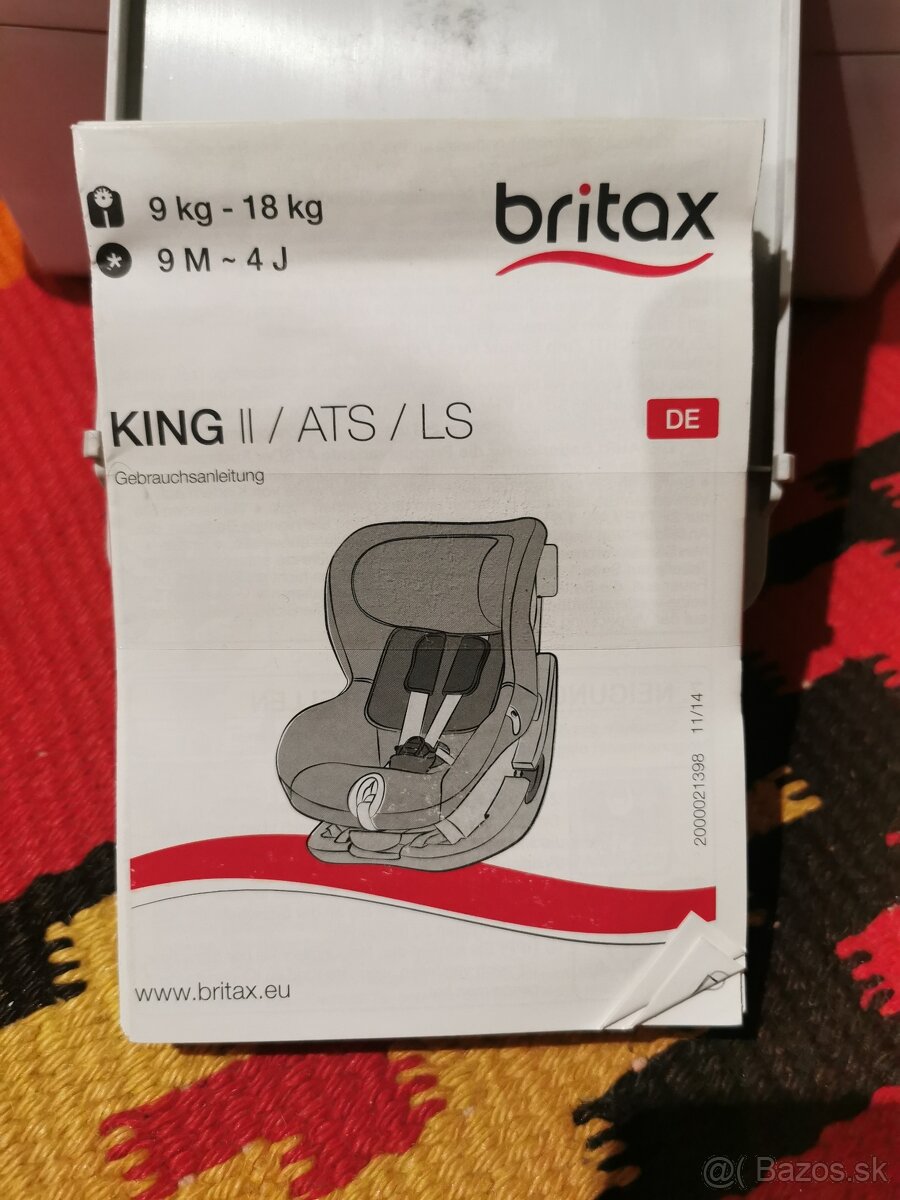 9 kg - 18 kg
britax
9 M ~ 4 J
KING II / ATS / LS
DE
Gebrauchsanleitung
2000021398 11/14
www.britax.eu
@( Bazos.sk